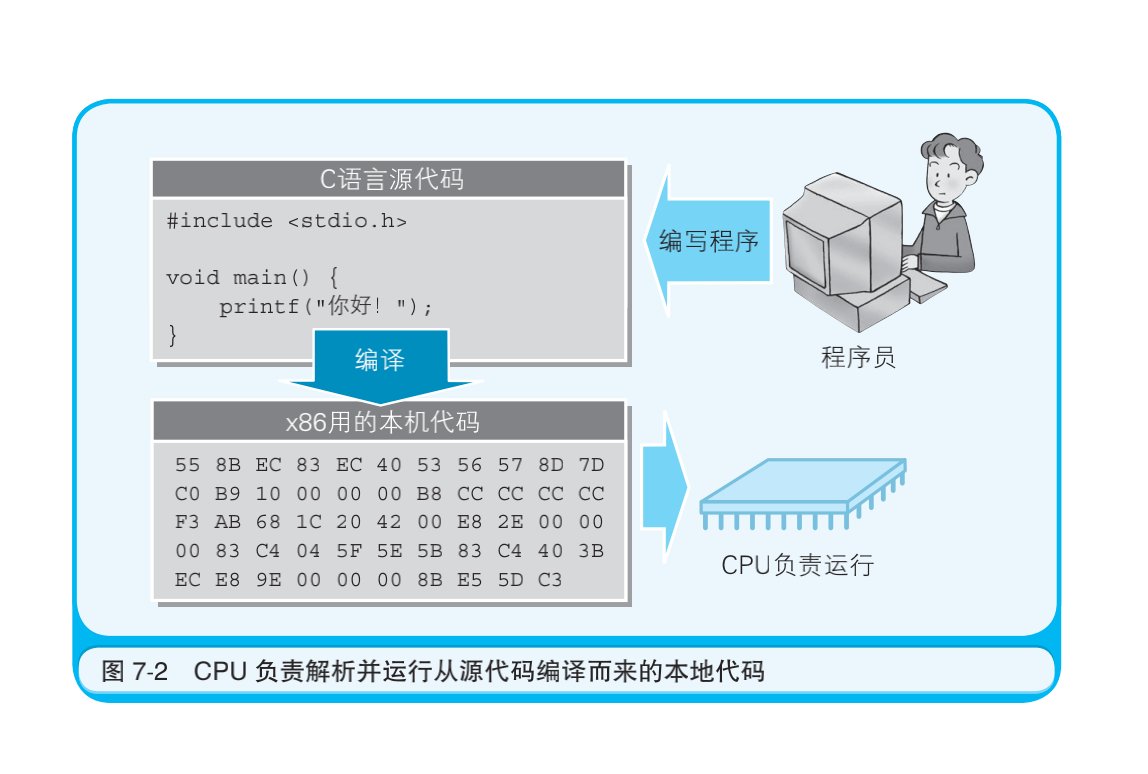 C语言源代码
#include <stdio.h>
void main() {
    printf("你好！");
}
编写程序
程序员
编译
x86用的本机代码
55 8B EC 83 EC 40 53 56 57 8D 7D
C0 B9 10 00 00 00 B8 CC CC CC CC
F3 AB 68 1C 20 42 00 E8 2E 00 00
00 83 C4 04 5F 5E 5B 83 C4 40 3B
EC E8 9E 00 00 00 8B E5 5D C3
CPU负责运行
图 7-2 CPU 负责解析并运行从源代码编译而来的本地代码